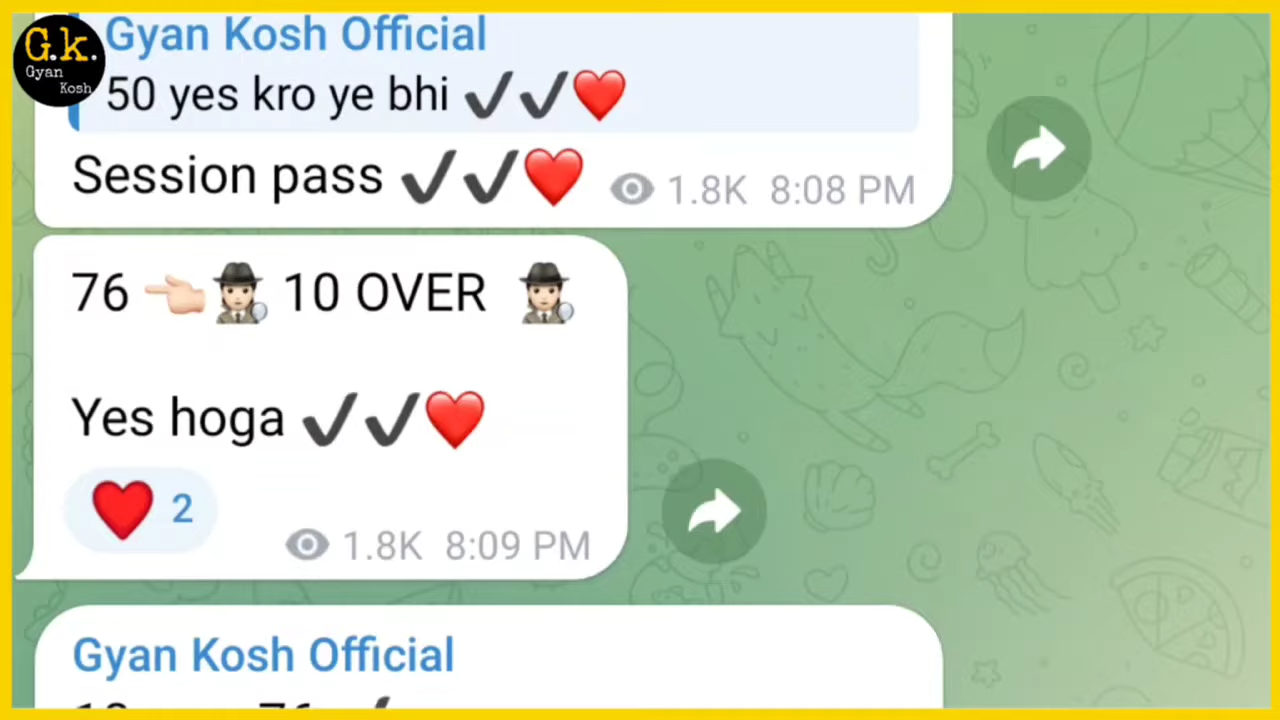 G.k.
Gyan
Kosh
Gyan Kosh Official
50 yes kro ye bhi ✔✔❤️
Session pass ✔✔❤️ 1.8K 8:08 PM
76 👈🏻🕵🏻‍♀️ 10 OVER 🕵🏻‍♀️
Yes hoga ✔✔❤️
❤️ 2
1.8K 8:09 PM
Gyan Kosh Official